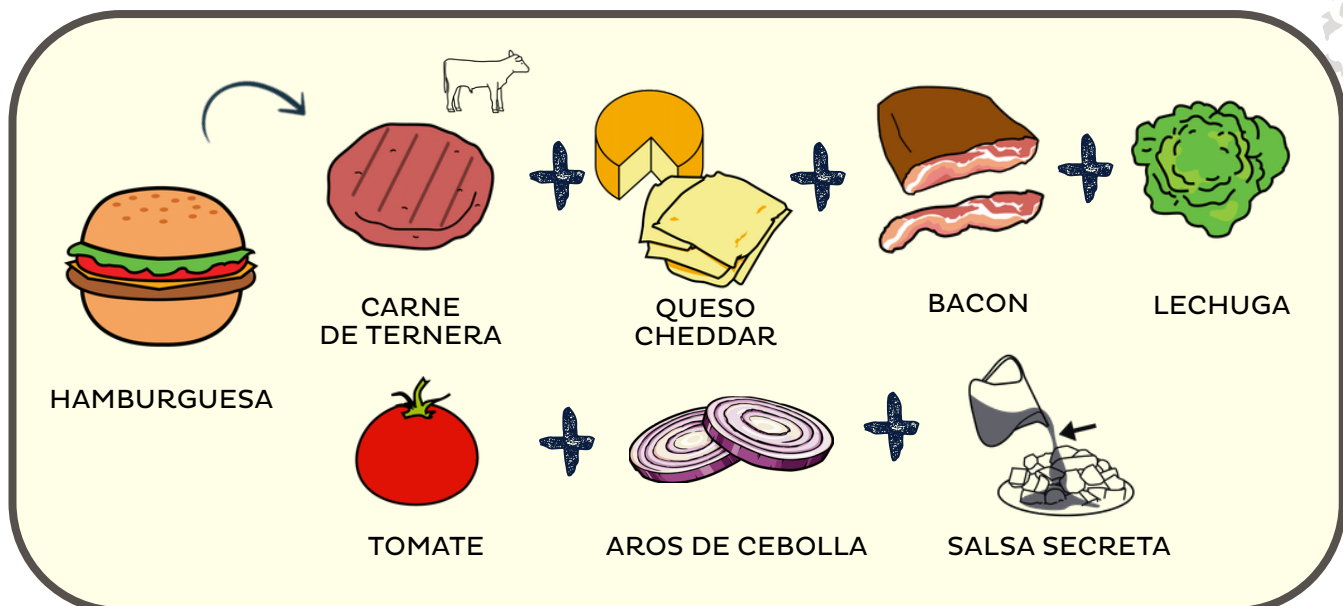 HAMBURGUESA
CARNE
DE TERNERA
QUESO
CHEDDAR
BACON
LECHUGA
TOMATE
AROS DE CEBOLLA
SALSA SECRETA